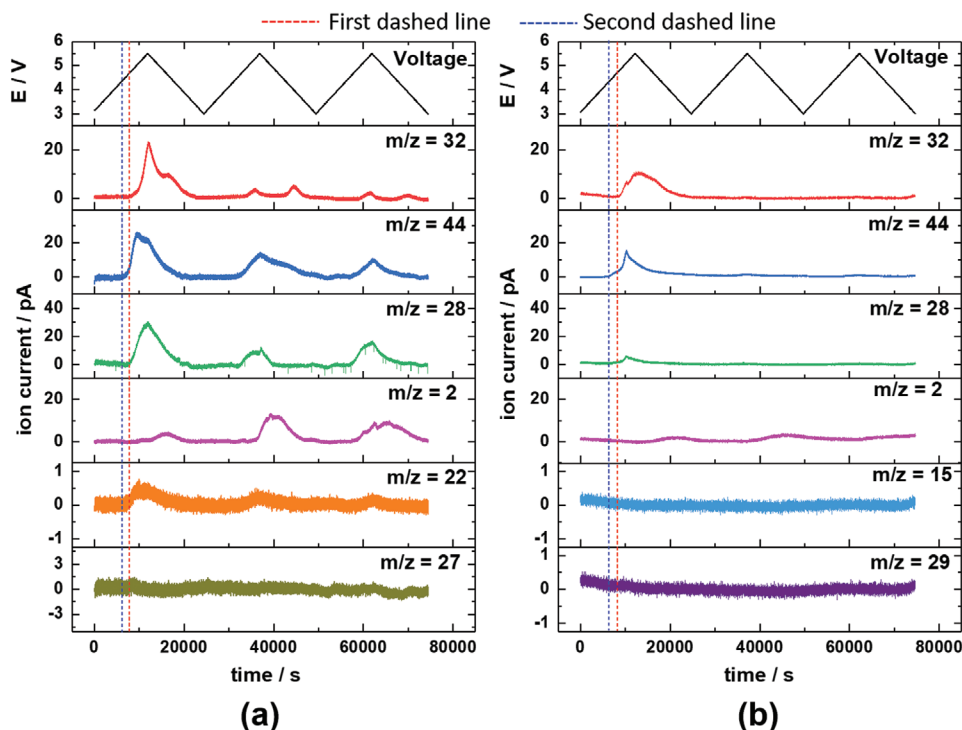 First dashed line
Second dashed line
6
5
4
3
E / V
Voltage
m/z = 32
20
0
m/z = 44
20
0
m/z = 28
40
20
0
m/z = 2
20
0
ion current / pA
m/z = 22
1
0
-1
m/z = 27
3
0
-3
0 20000 40000 60000 80000
time / s
(a)
6
5
4
3
E / V
Voltage
m/z = 32
20
0
m/z = 44
20
0
m/z = 28
40
20
0
m/z = 2
20
0
ion current / pA
m/z = 15
1
0
-1
m/z = 29
1
0
-1
0 20000 40000 60000 80000
time / s
(b)